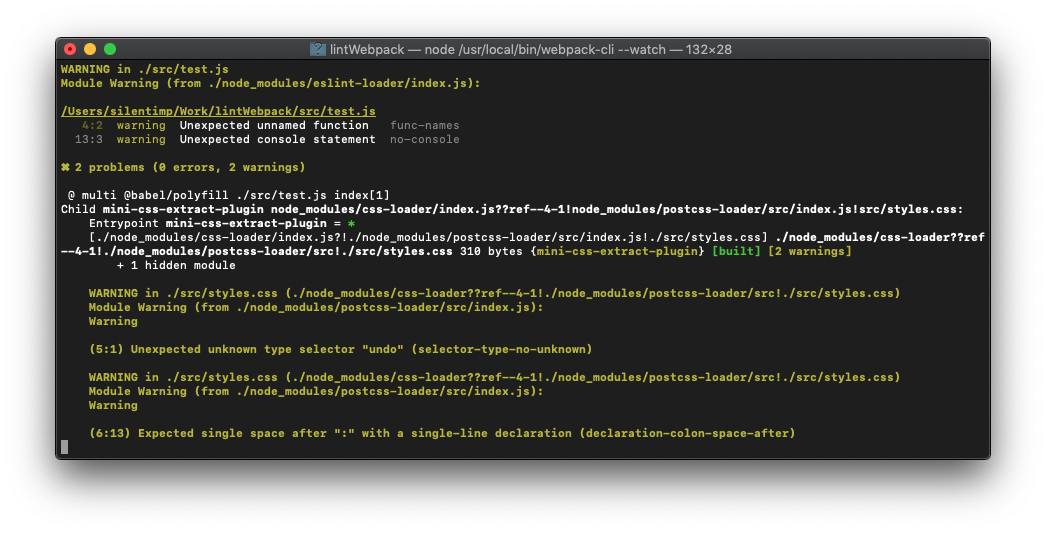 lintWebpack — node /usr/local/bin/webpack-cli --watch — 132×28
WARNING in ./src/test.js
Module Warning (from ./node_modules/eslint-loader/index.js):
/Users/silentimp/Work/lintWebpack/src/test.js
4:2 warning Unexpected unnamed function func-names
13:3 warning Unexpected console statement no-console
✖ 2 problems (0 errors, 2 warnings)
@ multi @babel/polyfill ./src/test.js index[1]
Child mini-css-extract-plugin node_modules/css-loader/index.js??ref--4-1!node_modules/postcss-loader/src/index.js!src/styles.css:
Entrypoint mini-css-extract-plugin = *
[./node_modules/css-loader/index.js?!./node_modules/postcss-loader/src/index.js!./src/styles.css] ./node_modules/css-loader??ref
--4-1!./node_modules/postcss-loader/src!./src/styles.css 310 bytes {mini-css-extract-plugin} [built] [2 warnings]
+ 1 hidden module
WARNING in ./src/styles.css (./node_modules/css-loader??ref--4-1!./node_modules/postcss-loader/src!./src/styles.css)
Module Warning (from ./node_modules/postcss-loader/src/index.js):
Warning
(5:1) Unexpected unknown type selector "undo" (selector-type-no-unknown)
WARNING in ./src/styles.css (./node_modules/css-loader??ref--4-1!./node_modules/postcss-loader/src!./src/styles.css)
Module Warning (from ./node_modules/postcss-loader/src/index.js):
Warning
(6:13) Expected single space after ":" with a single-line declaration (declaration-colon-space-after)